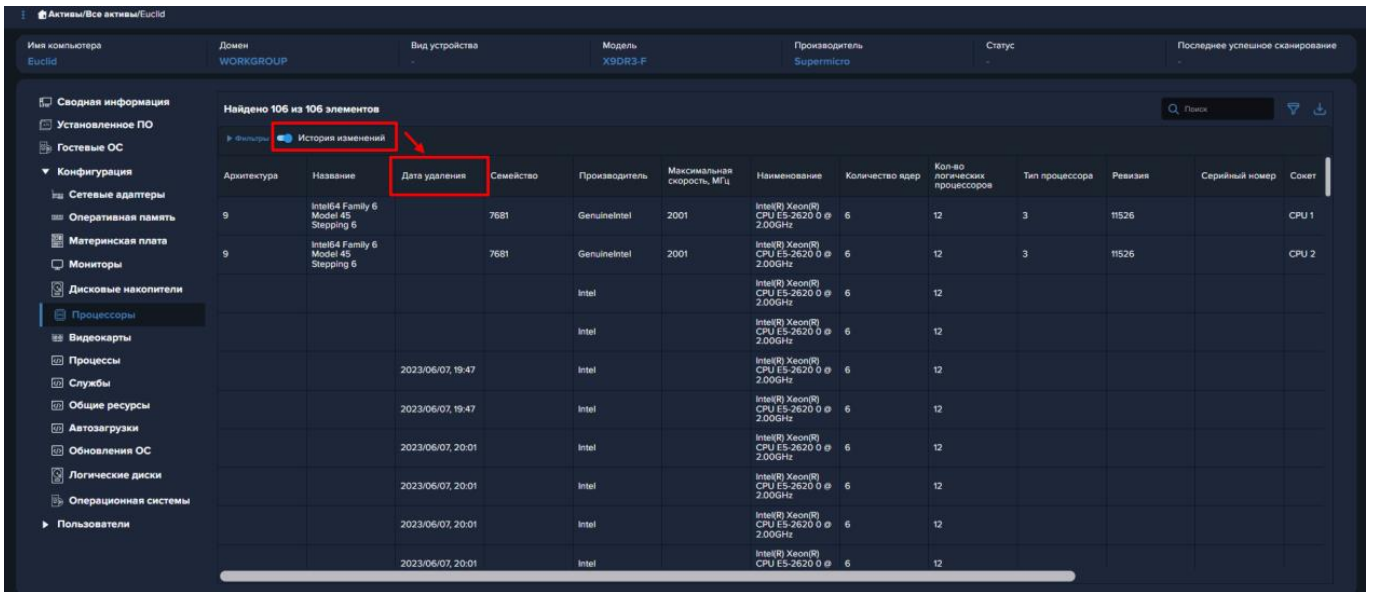 Активы/Все активы/Euclid
Имя компьютера Домен Вид устройства Модель Производитель Статус Последнее успешное сканирование
Euclid WORKGROUP - X9DR3-F Supermicro - -
Сводная информация
Установленное ПО
Гостевые ОС
Конфигурация
Сетевые адаптеры
Оперативная память
Материнская плата
Мониторы
Дисковые накопители
Процессоры
Видеокарты
Процессы
Службы
Общие ресурсы
Автозагрузки
Обновления ОС
Логические диски
Операционная системы
Пользователи
Найдено 106 из 106 элементов Поиск
Фильтры История изменений
Архитектура Название Дата удаления Семейство Производитель Максимальная скорость, МГц Наименование Количество ядер Кол-во логических процессоров Тип процессора Ревизия Серийный номер Сокет
9 Intel64 Family 6 Model 45 Stepping 6 7681 GenuineIntel 2001 Intel(R) Xeon(R) CPU E5-2620 0 @ 2.00GHz 6 12 3 11526 CPU 1
9 Intel64 Family 6 Model 45 Stepping 6 7681 GenuineIntel 2001 Intel(R) Xeon(R) CPU E5-2620 0 @ 2.00GHz 6 12 3 11526 CPU 2
Intel Intel(R) Xeon(R) CPU E5-2620 0 @ 2.00GHz 6 12
Intel Intel(R) Xeon(R) CPU E5-2620 0 @ 2.00GHz 6 12
2023/06/07, 19:47 Intel Intel(R) Xeon(R) CPU E5-2620 0 @ 2.00GHz 6 12
2023/06/07, 19:47 Intel Intel(R) Xeon(R) CPU E5-2620 0 @ 2.00GHz 6 12
2023/06/07, 20:01 Intel Intel(R) Xeon(R) CPU E5-2620 0 @ 2.00GHz 6 12
2023/06/07, 20:01 Intel Intel(R) Xeon(R) CPU E5-2620 0 @ 2.00GHz 6 12
2023/06/07, 20:01 Intel Intel(R) Xeon(R) CPU E5-2620 0 @ 2.00GHz 6 12
2023/06/07, 20:01 Intel Intel(R) Xeon(R) CPU E5-2620 0 @ 6 12